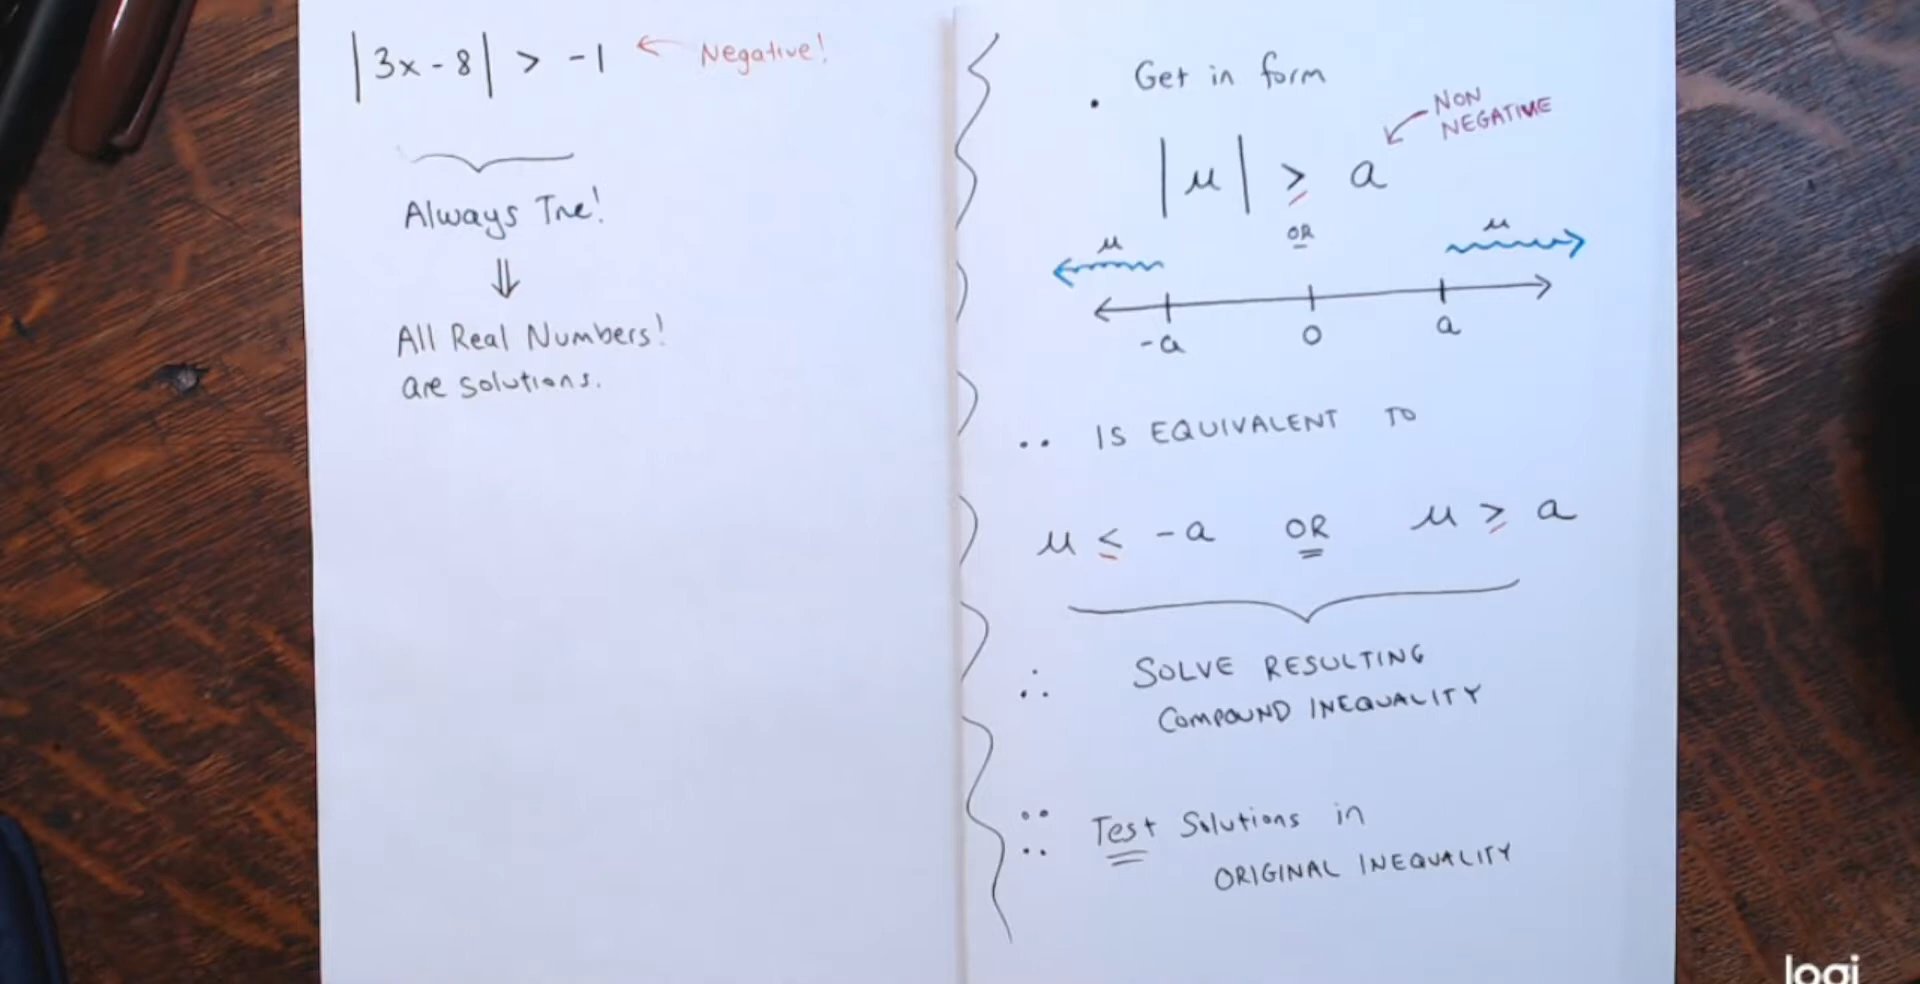 |3x - 8| > -1 ← Negative!
Always True!
⇓
All Real Numbers!
are solutions.
• Get in form
NON
NEGATIVE
|u| ≥ a
OR
u u
-a 0 a
•• IS EQUIVALENT TO
u ≤ -a OR u ≥ a
∴ SOLVE RESULTING
COMPOUND INEQUALITY
:: Test Solutions in
ORIGINAL INEQUALITY
logi